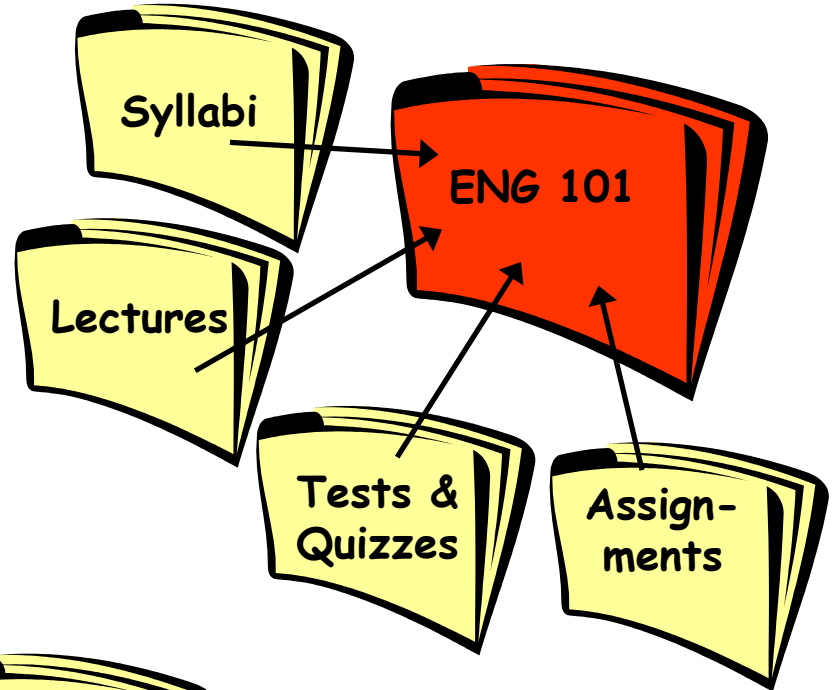 Syllabi
ENG 101
Lectures
Tests &
Quizzes
Assign-
ments